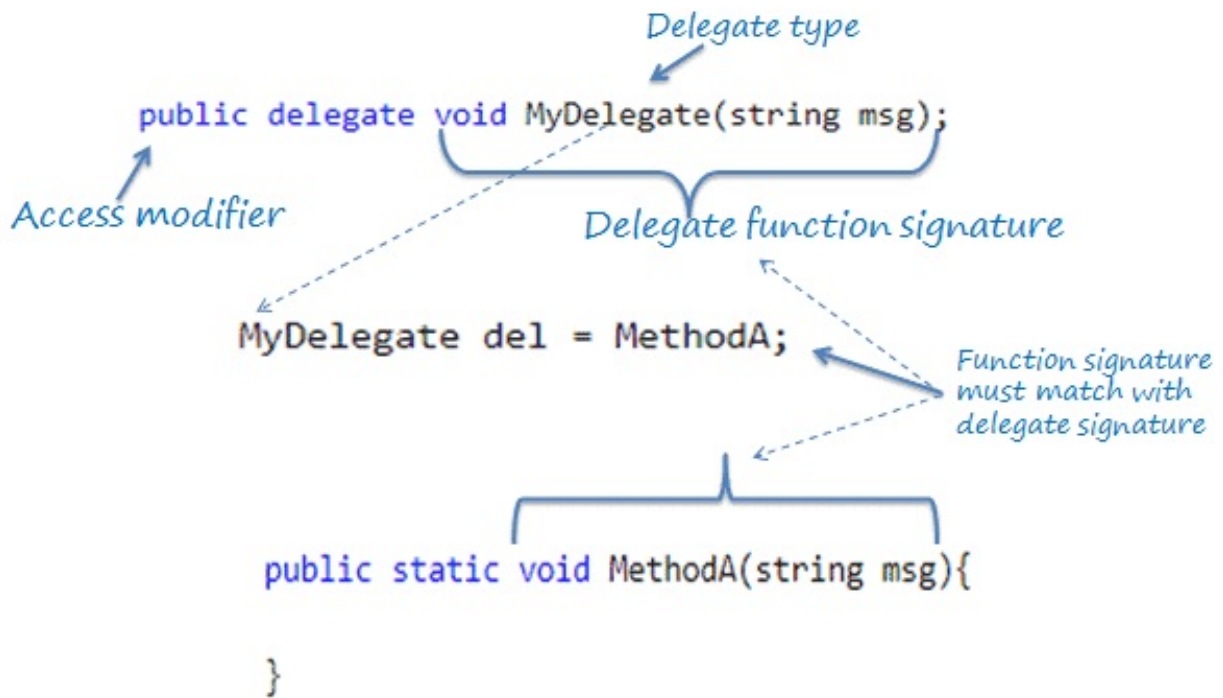 Delegate type
public delegate void MyDelegate(string msg);
Access modifier
Delegate function signature
MyDelegate del = MethodA;
Function signature
must match with
delegate signature
public static void MethodA(string msg){
}